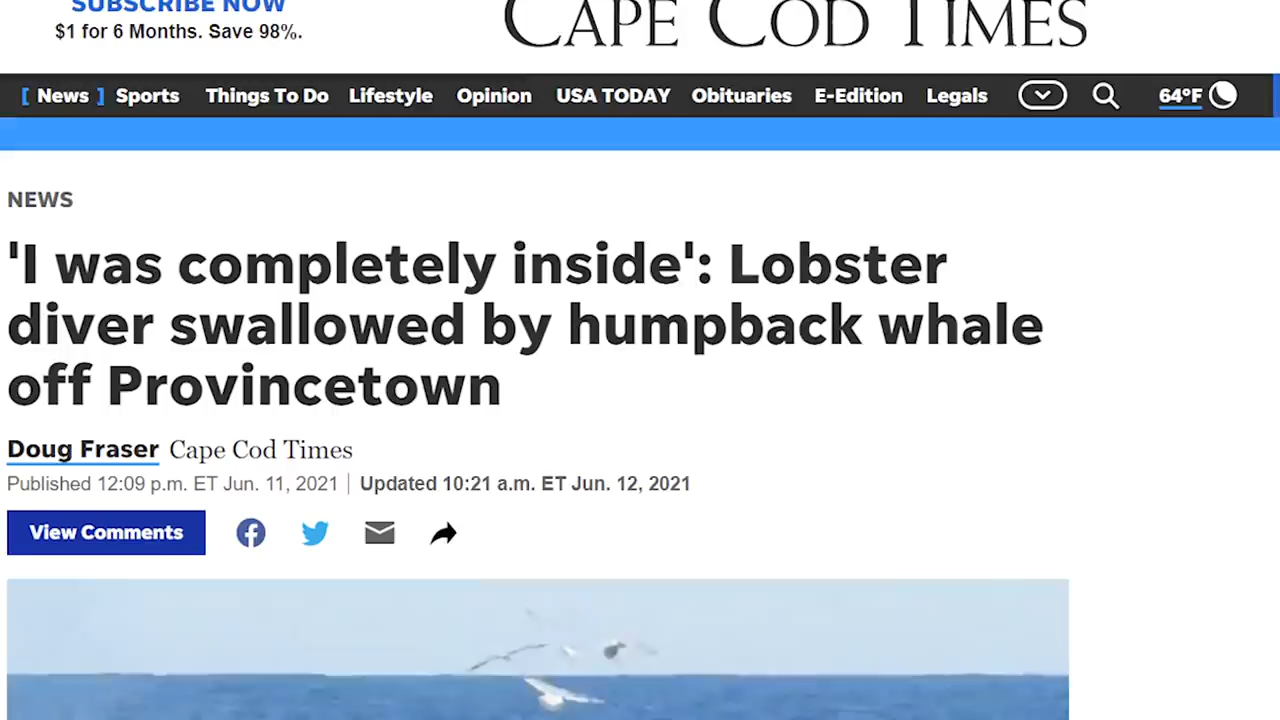 SUBSCRIBE NOW
$1 for 6 Months. Save 98%.
CAPE COD TIMES
[ News ] Sports Things To Do Lifestyle Opinion USA TODAY Obituaries E-Edition Legals 64°F
NEWS
'I was completely inside': Lobster
diver swallowed by humpback whale
off Provincetown
Doug Fraser Cape Cod Times
Published 12:09 p.m. ET Jun. 11, 2021 | Updated 10:21 a.m. ET Jun. 12, 2021
View Comments